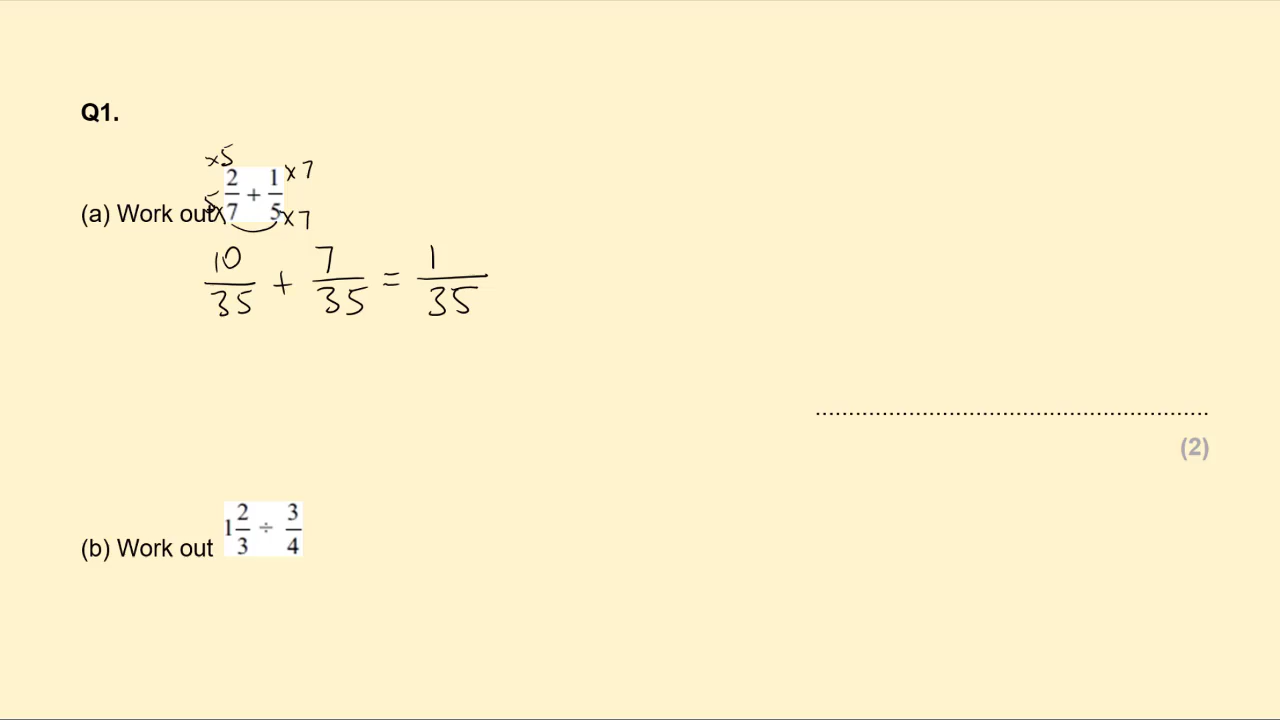 Q1.
×5 ×7
(a) Work out 2/7 + 1/5
5× ×7
10/35 + 7/35 = 1/35
............................................................
(2)
(b) Work out 1 2/3 ÷ 3/4